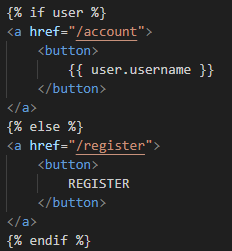 {% if user %}
<a href="/account">
    <button>
        {{ user.username }}
    </button>
</a>
{% else %}
<a href="/register">
    <button>
        REGISTER
    </button>
</a>
{% endif %}